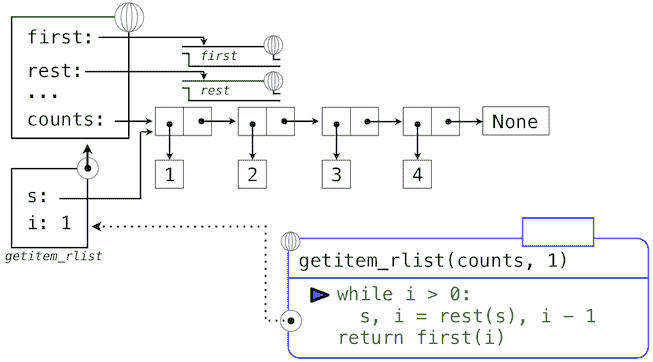 first:
first
rest:
rest
...
counts:
None
1
2
3
4
s:
i: 1
getitem_rlist
getitem_rlist(counts, 1)
while i > 0:
s, i = rest(s), i - 1
return first(i)